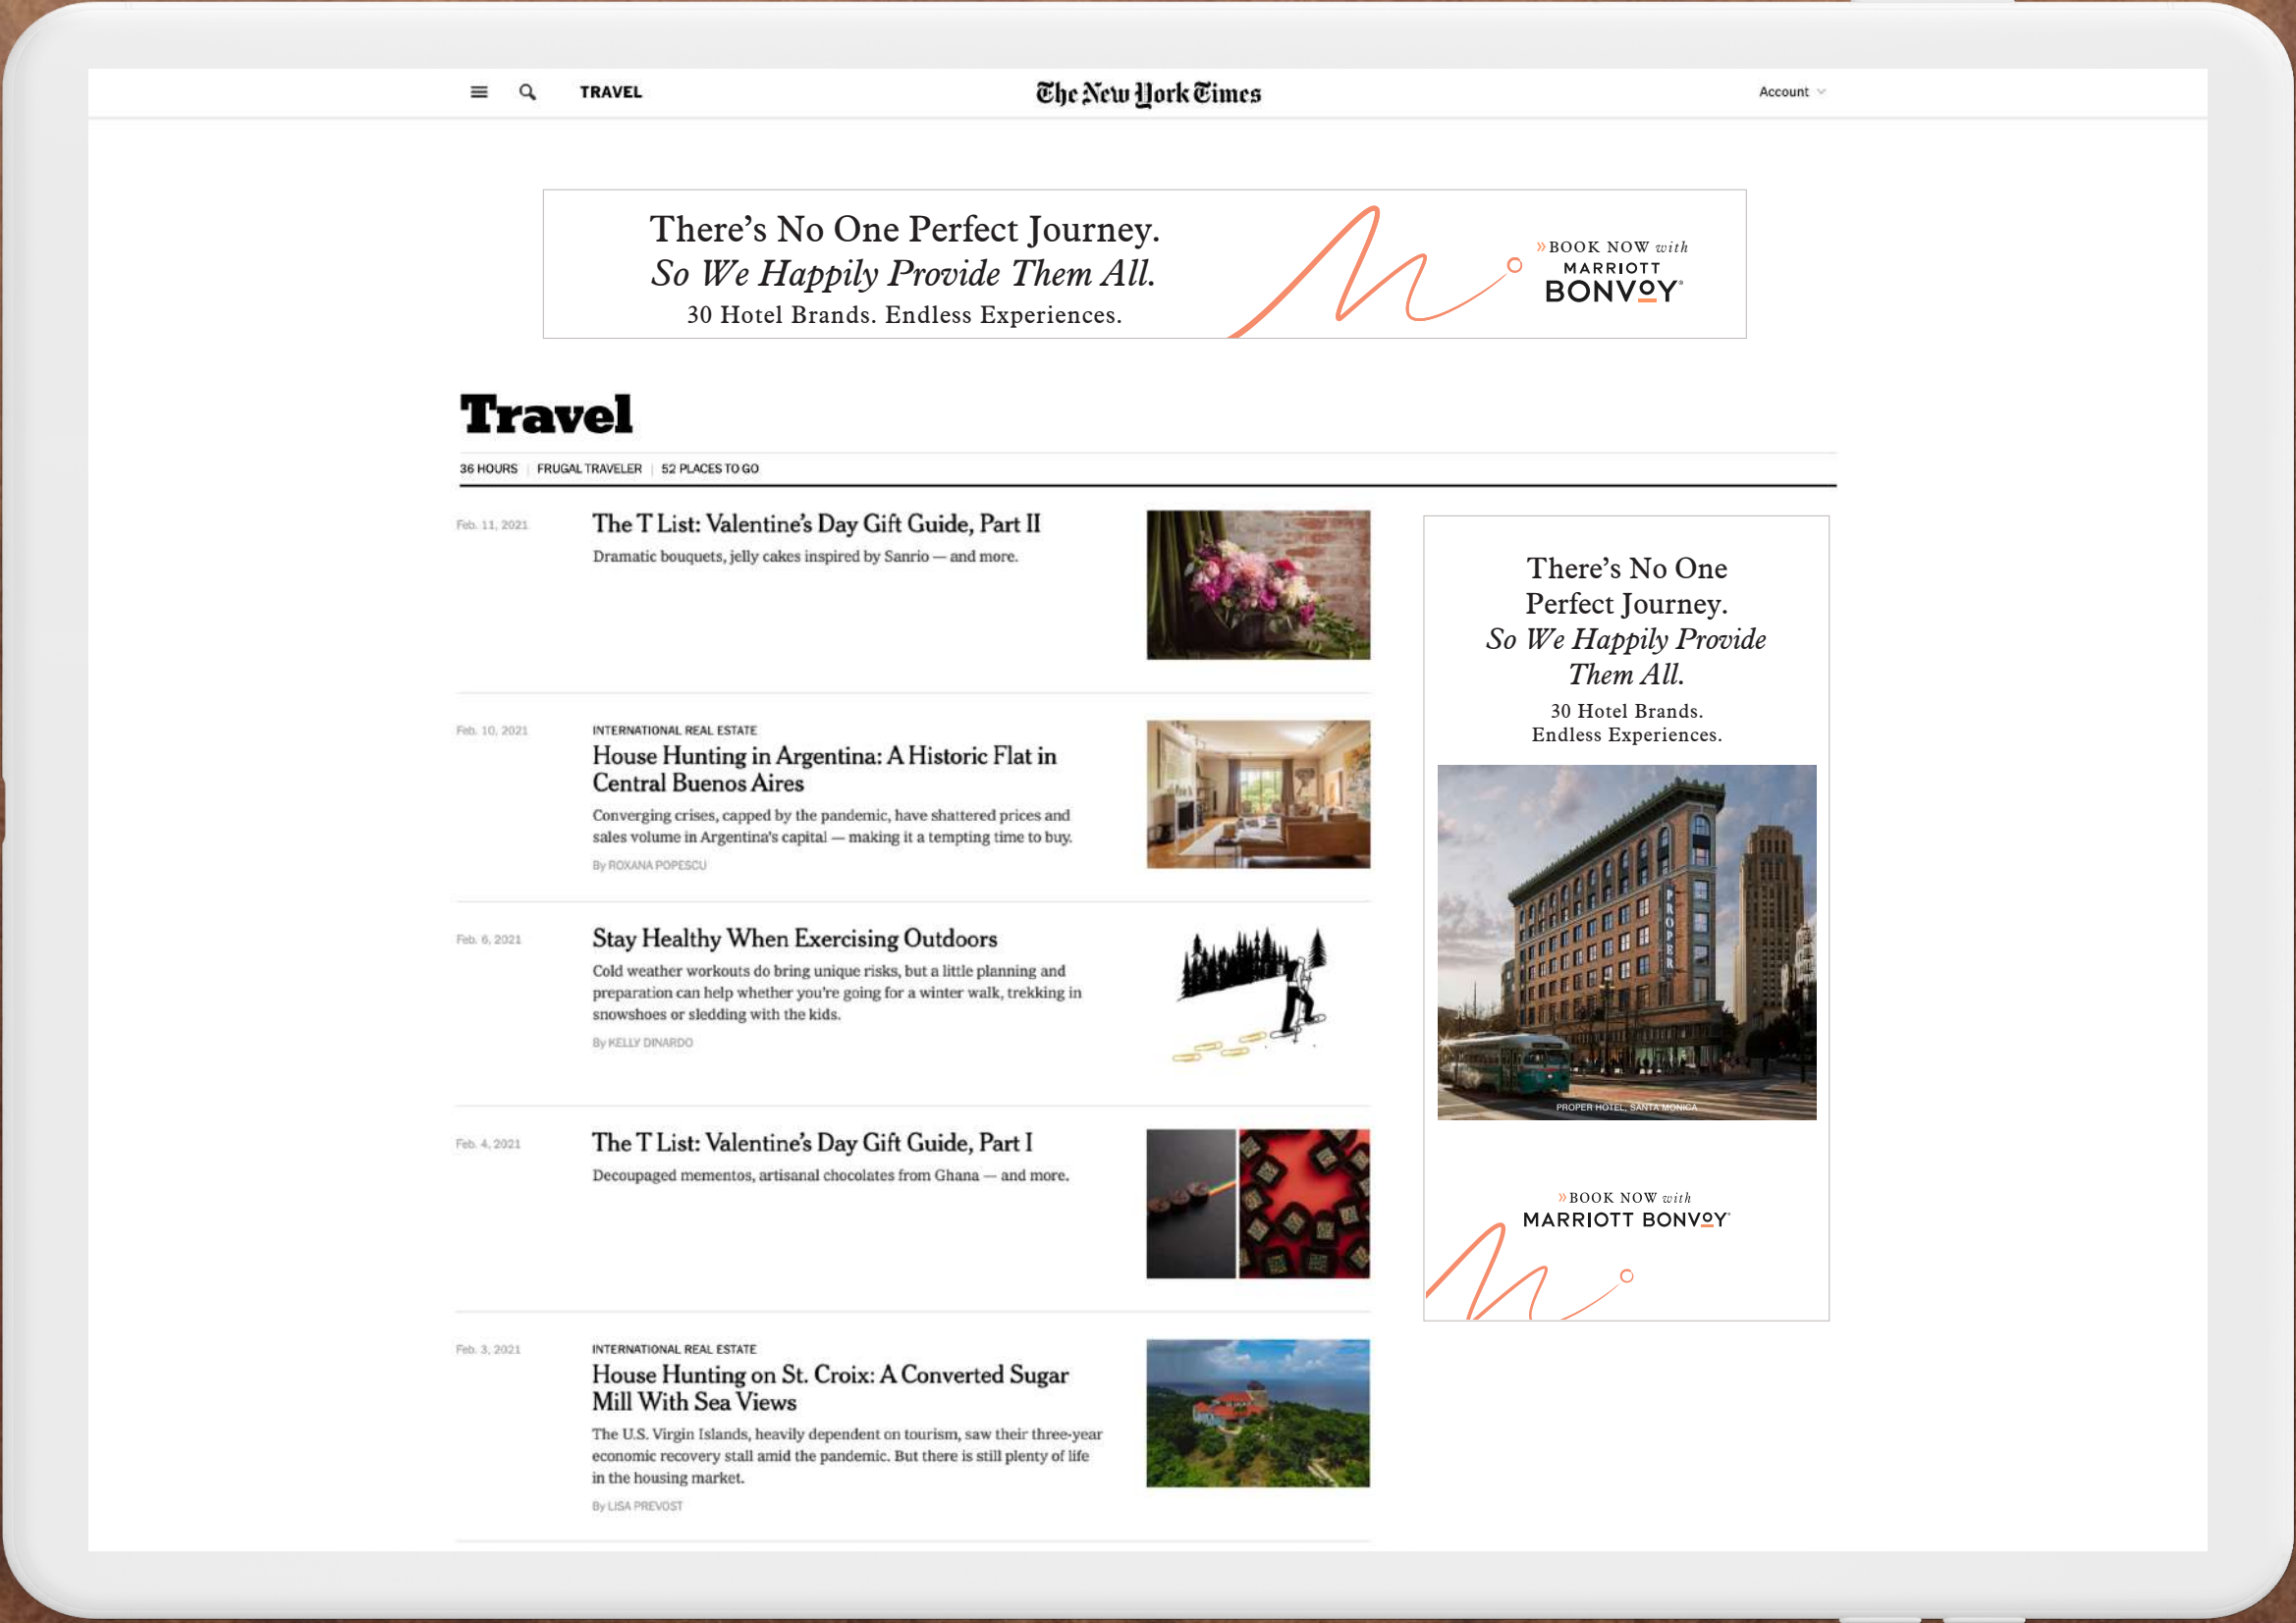 TRAVEL
The New York Times
Account
There's No One Perfect Journey.
So We Happily Provide Them All.
30 Hotel Brands. Endless Experiences.
»BOOK NOW with
MARRIOTT
BONVOY®
Travel
36 HOURS | FRUGAL TRAVELER | 52 PLACES TO GO
Feb. 11, 2021
The T List: Valentine's Day Gift Guide, Part II
Dramatic bouquets, jelly cakes inspired by Sanrio — and more.
Feb. 10, 2021
INTERNATIONAL REAL ESTATE
House Hunting in Argentina: A Historic Flat in
Central Buenos Aires
Converging crises, capped by the pandemic, have shattered prices and
sales volume in Argentina's capital — making it a tempting time to buy.
By ROXANA POPESCU
Feb. 6, 2021
Stay Healthy When Exercising Outdoors
Cold weather workouts do bring unique risks, but a little planning and
preparation can help whether you're going for a winter walk, trekking in
snowshoes or sledding with the kids.
By KELLY DINARDO
Feb. 4, 2021
The T List: Valentine's Day Gift Guide, Part I
Decoupaged mementos, artisanal chocolates from Ghana — and more.
Feb. 3, 2021
INTERNATIONAL REAL ESTATE
House Hunting on St. Croix: A Converted Sugar
Mill With Sea Views
The U.S. Virgin Islands, heavily dependent on tourism, saw their three-year
economic recovery stall amid the pandemic. But there is still plenty of life
in the housing market.
By LISA PREVOST
There's No One
Perfect Journey.
So We Happily Provide
Them All.
30 Hotel Brands.
Endless Experiences.
PROPER
PROPER HOTEL, SANTA MONICA
»BOOK NOW with
MARRIOTT BONVOY®